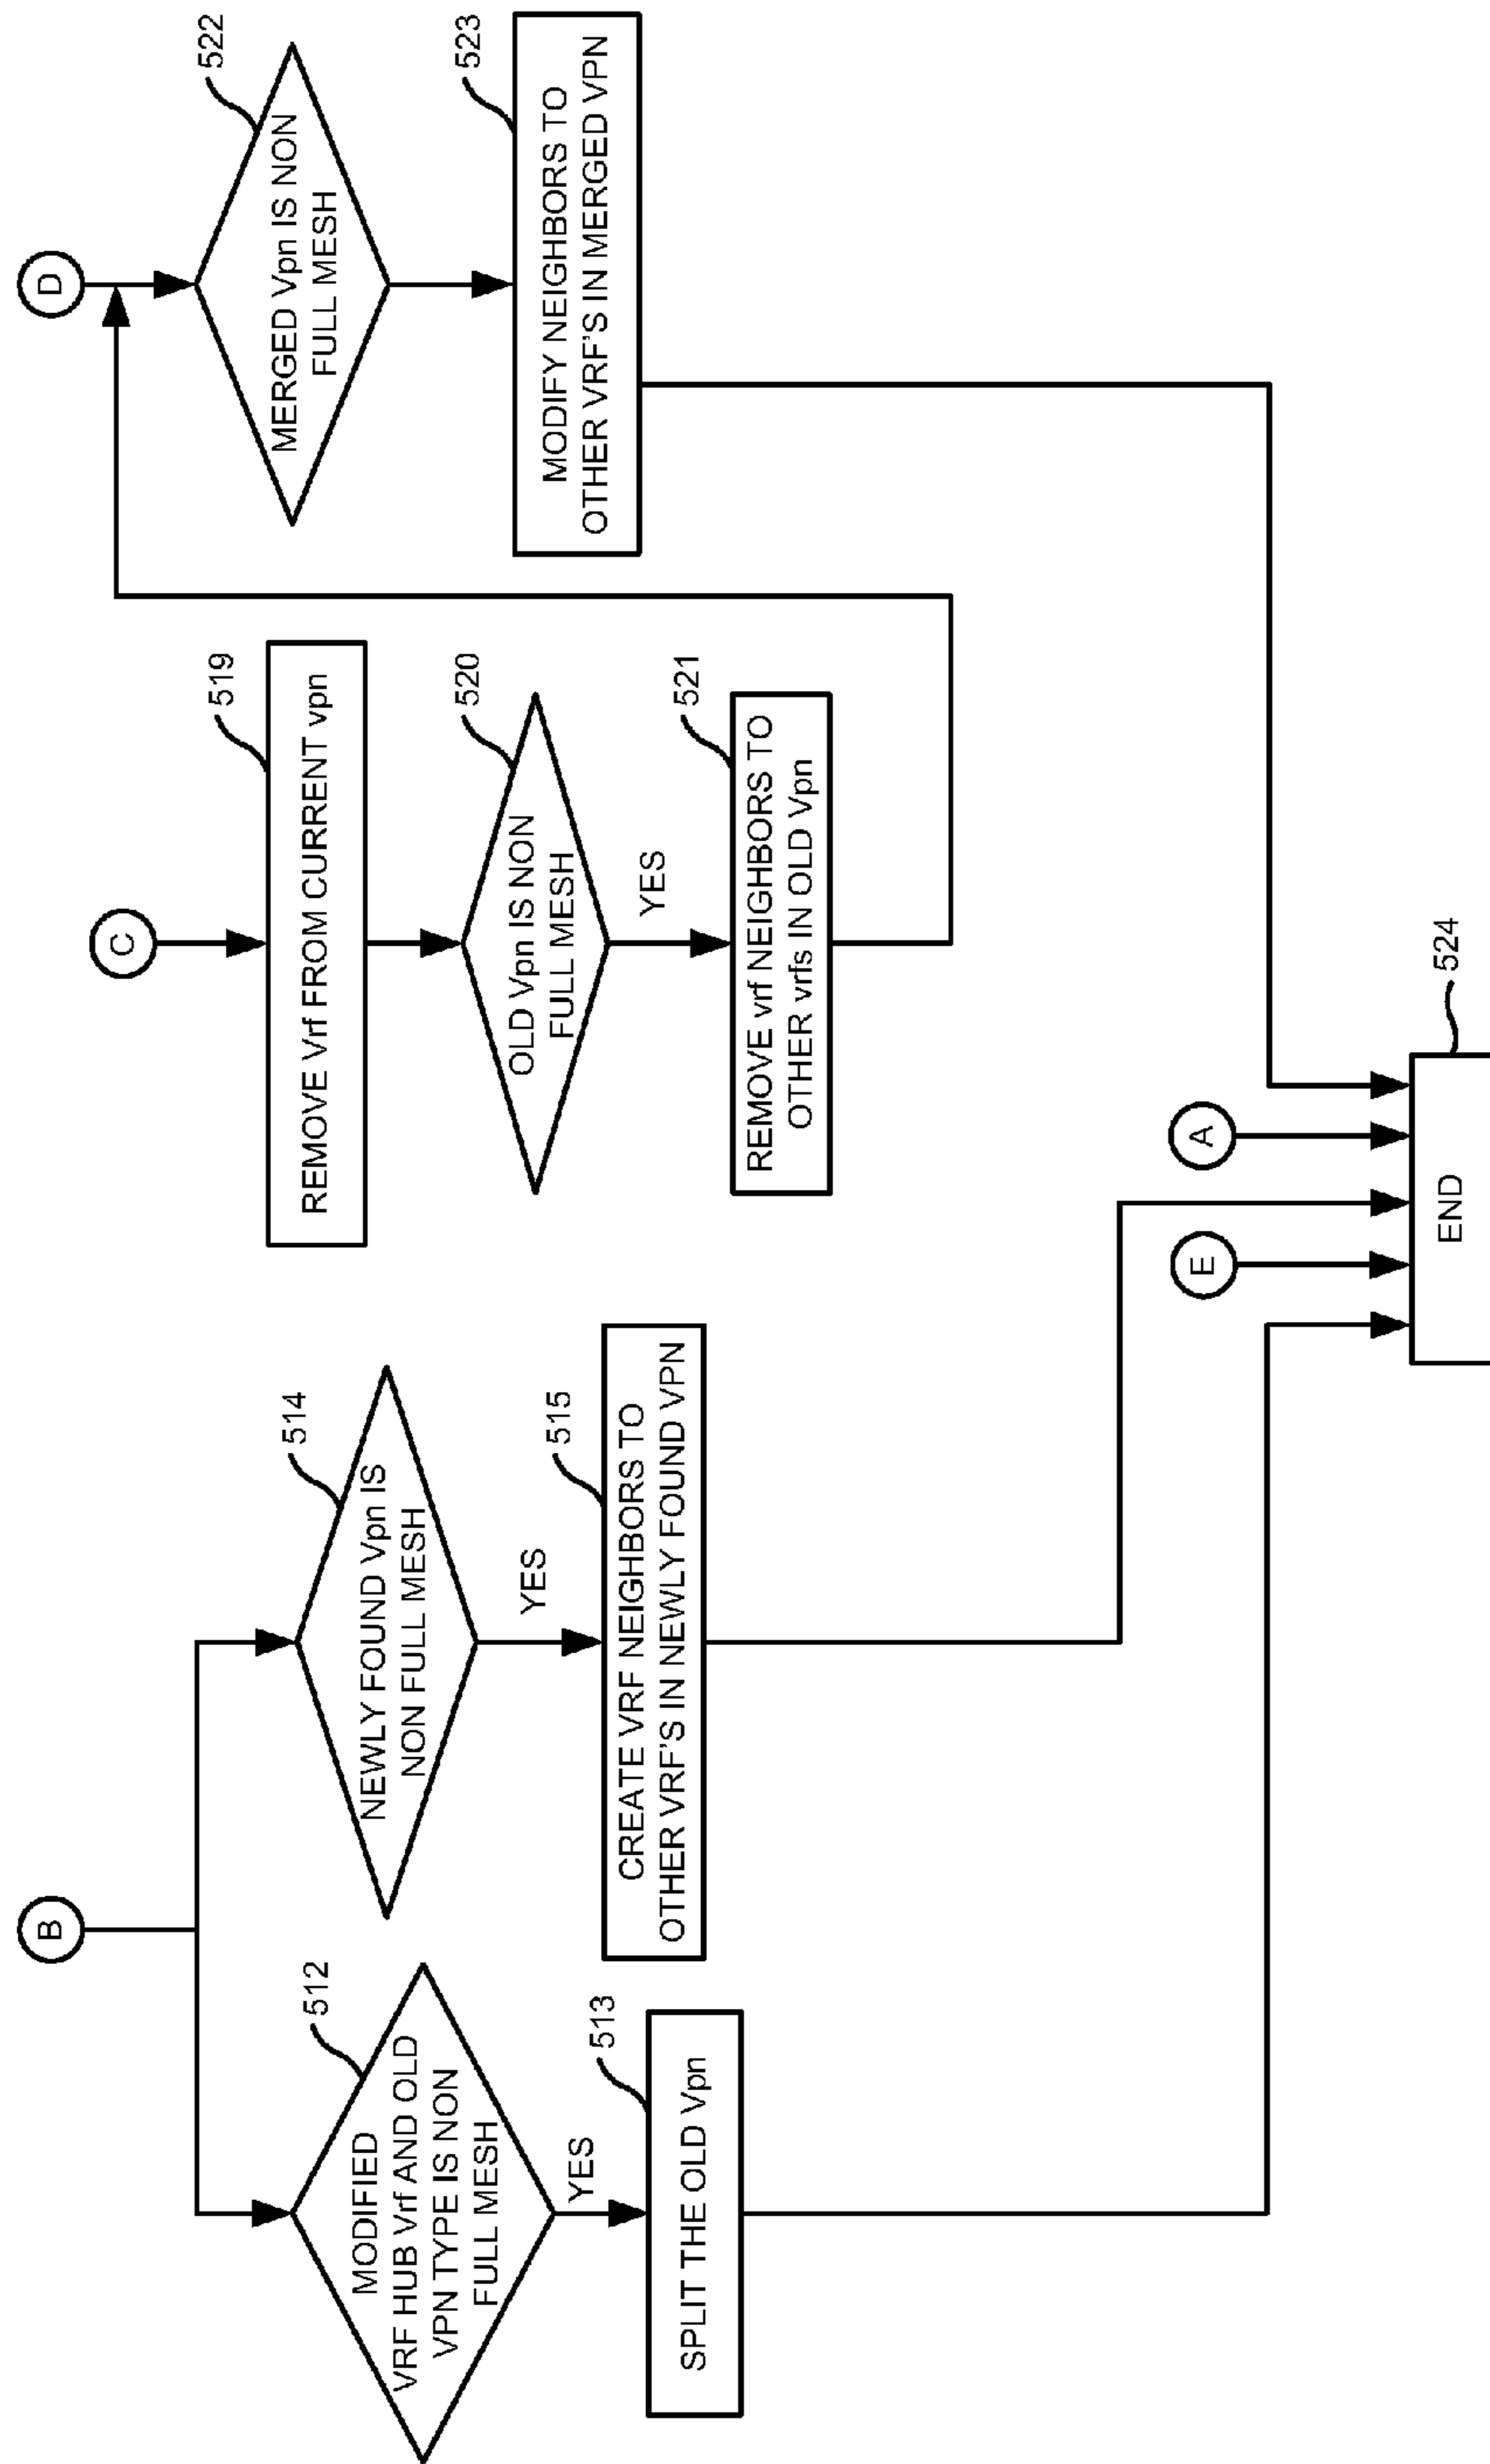 B
512
MODIFIED
VRF HUB Vrf AND OLD
VPN TYPE IS NON
FULL MESH
YES
513
SPLIT THE OLD Vpn
514
NEWLY FOUND Vpn IS
NON FULL MESH
YES
515
CREATE VRF NEIGHBORS TO
OTHER VRF'S IN NEWLY FOUND VPN
C
519
REMOVE Vrf FROM CURRENT vpn
520
OLD Vpn IS NON
FULL MESH
YES
521
REMOVE vrf NEIGHBORS TO
OTHER vrfs IN OLD Vpn
D
522
MERGED Vpn IS NON
FULL MESH
523
MODIFY NEIGHBORS TO
OTHER VRF'S IN MERGED VPN
E
A
524
END